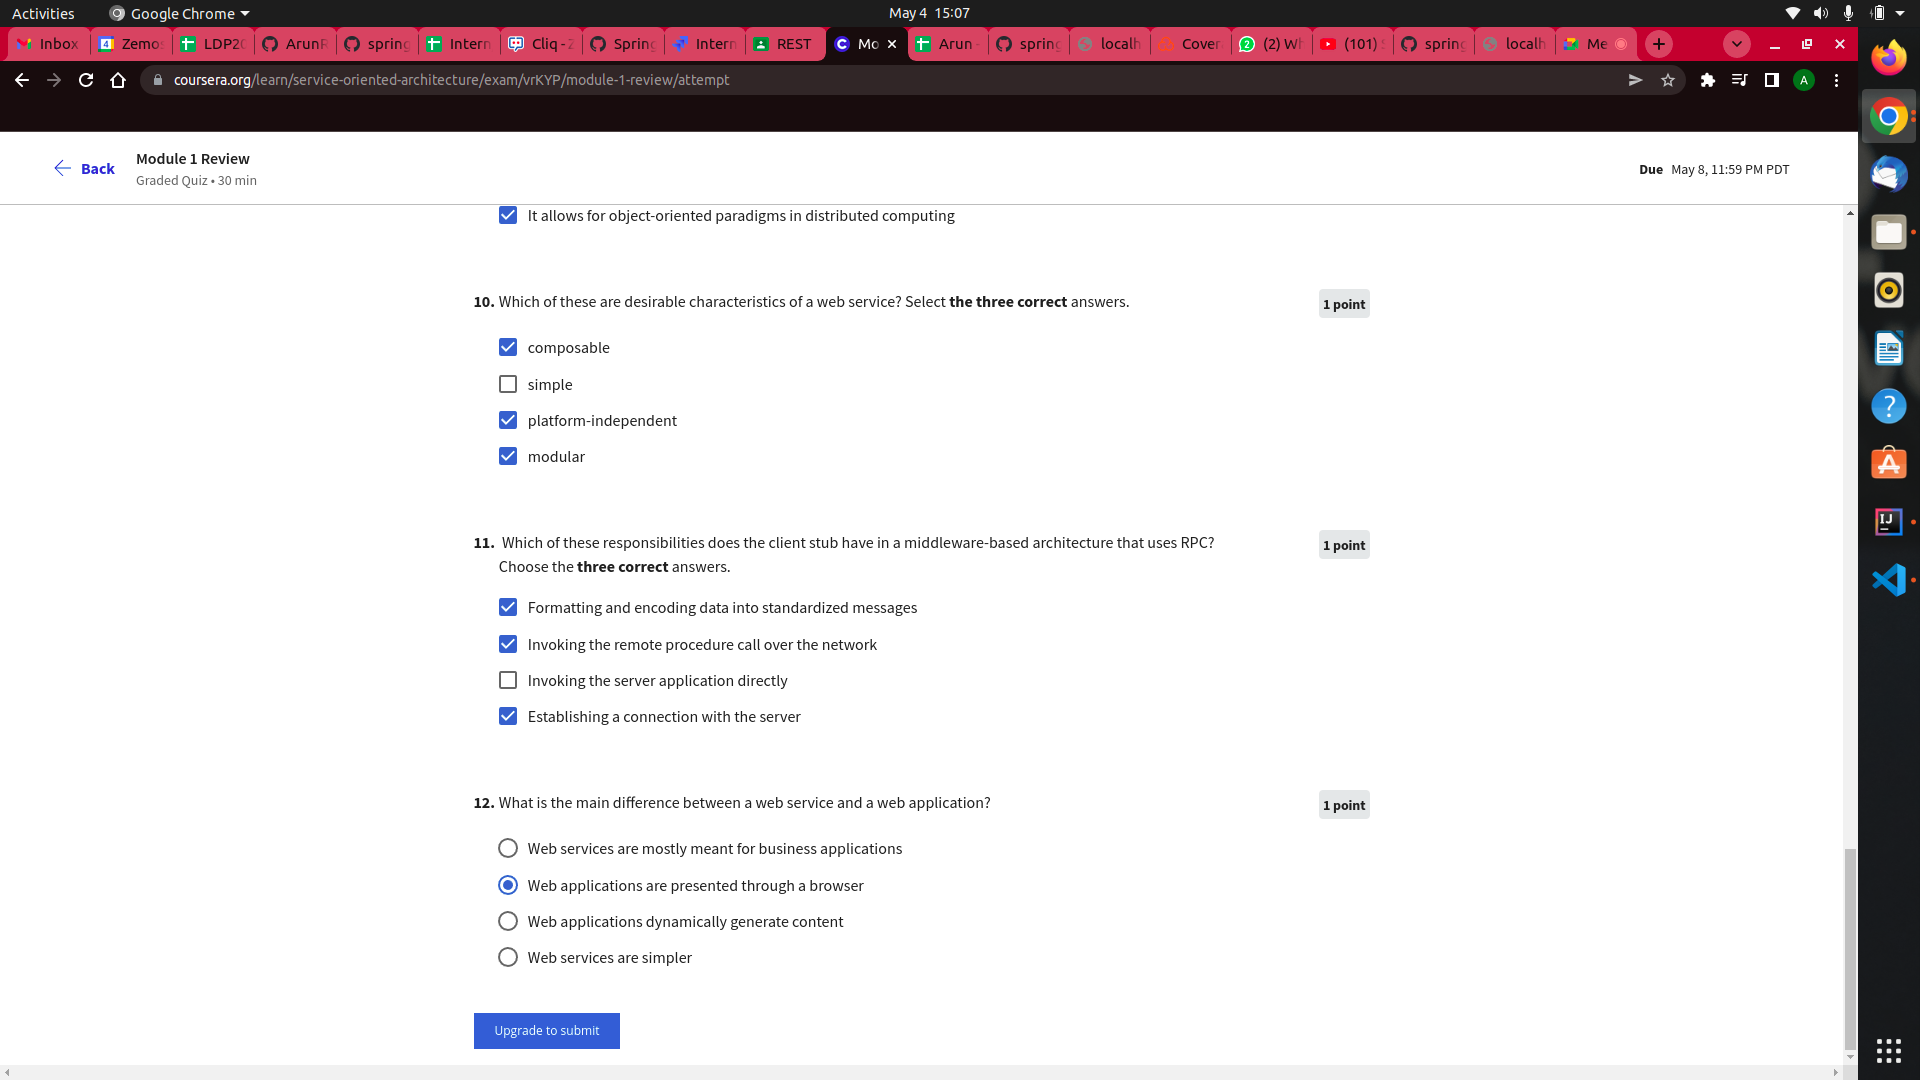 Activities
Google Chrome
May 4 15:07
Inbox
Zemo
LDP20
ArunR
spring
Intern
Cliq - Z
Spring
Intern
REST
Mo
Arun -
spring
localh
Cover
(2) Wh
(101)
spring
localh
Me
coursera.org/learn/service-oriented-architecture/exam/vrKYP/module-1-review/attempt
A
Back
Module 1 Review
Graded Quiz • 30 min
Due May 8, 11:59 PM PDT
It allows for object-oriented paradigms in distributed computing
10. Which of these are desirable characteristics of a web service? Select the three correct answers.
1 point
composable
simple
platform-independent
modular
11. Which of these responsibilities does the client stub have in a middleware-based architecture that uses RPC?
Choose the three correct answers.
1 point
Formatting and encoding data into standardized messages
Invoking the remote procedure call over the network
Invoking the server application directly
Establishing a connection with the server
12. What is the main difference between a web service and a web application?
1 point
Web services are mostly meant for business applications
Web applications are presented through a browser
Web applications dynamically generate content
Web services are simpler
Upgrade to submit